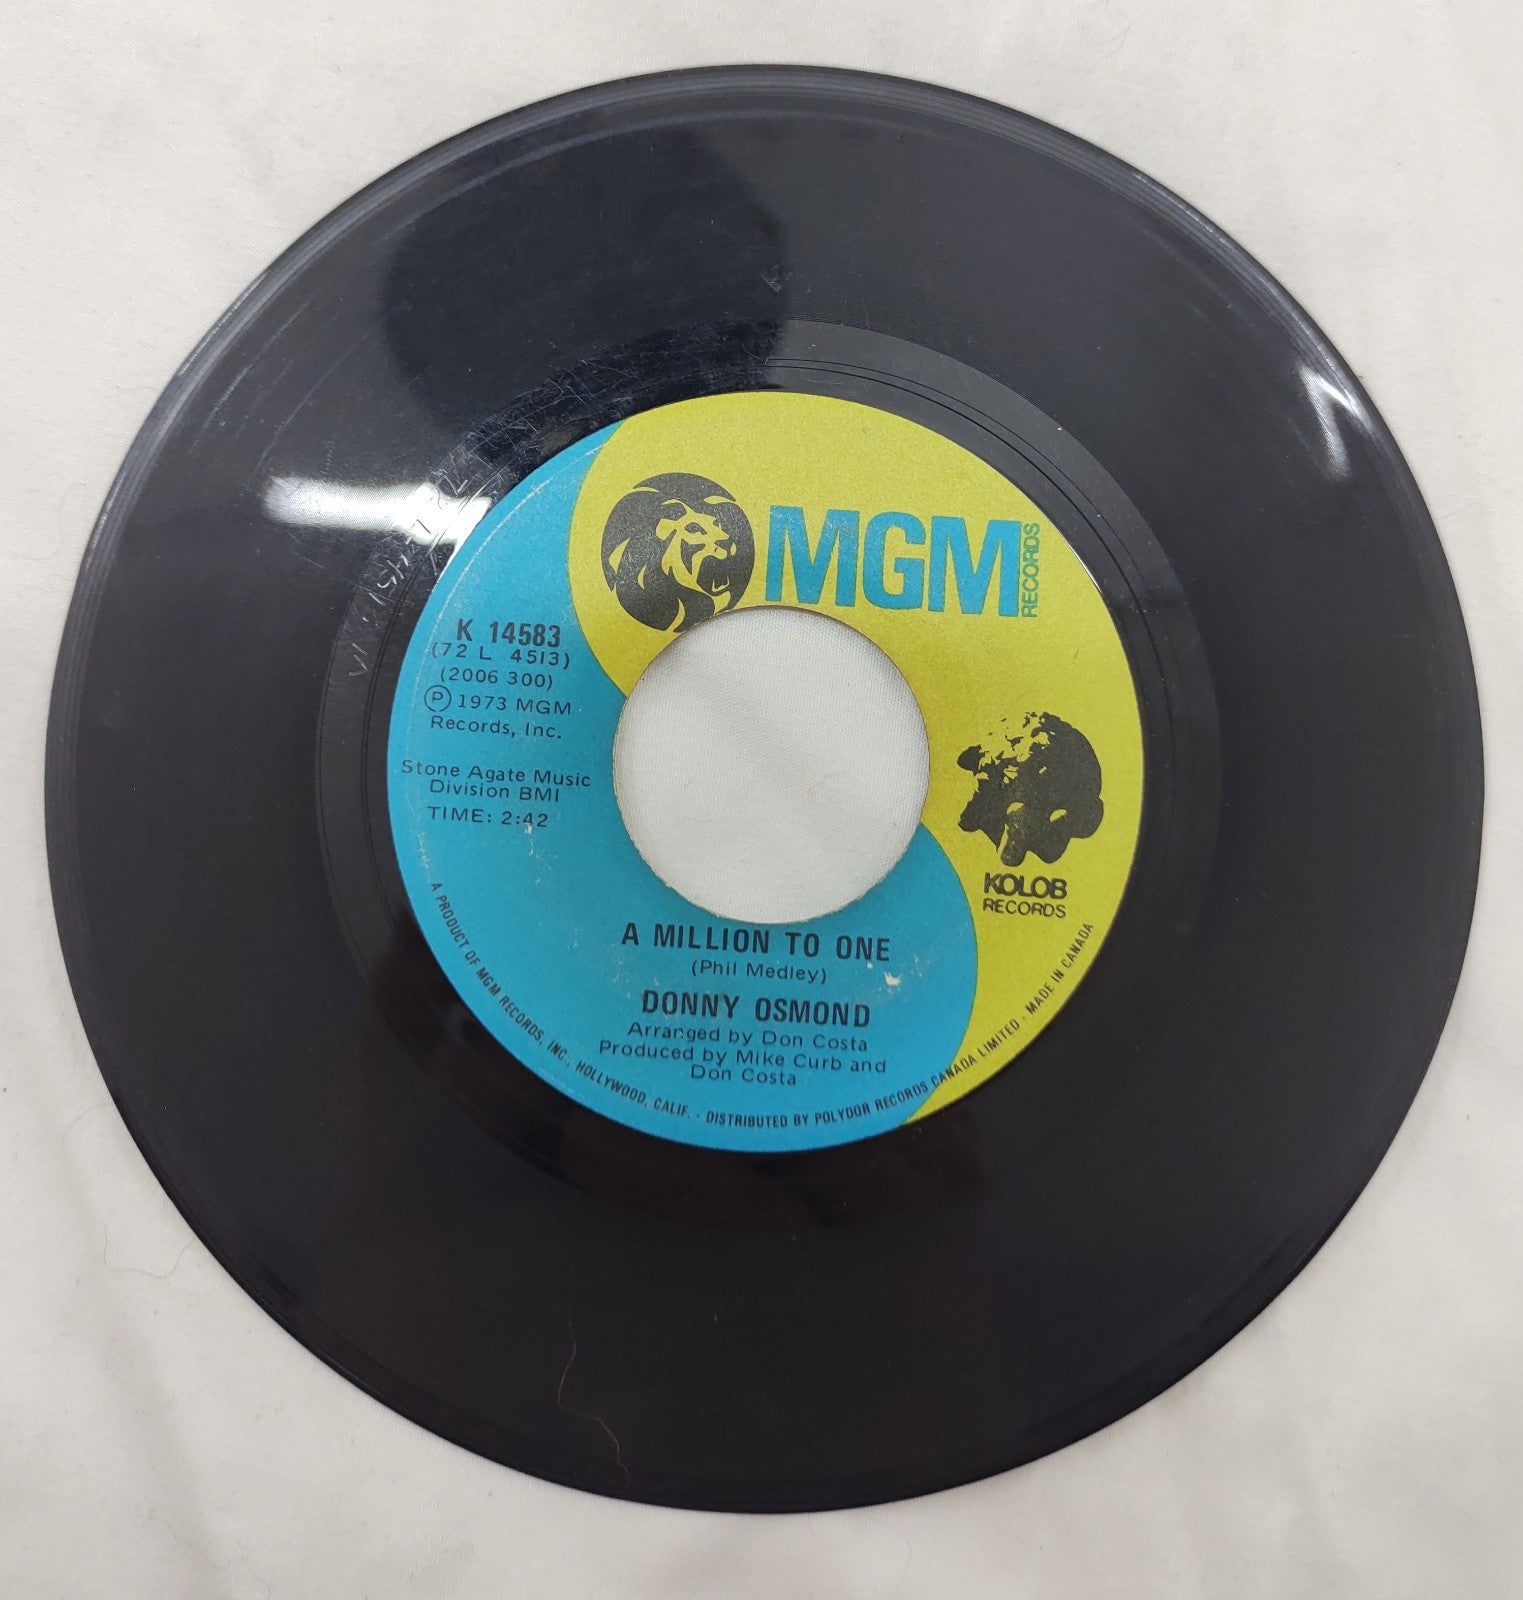 MGM
RECORDS
K 14583
(72 L 4513)
(2006 300)
Ⓟ 1973 MGM
Records, Inc.
Stone Agate Music
Division BMI
TIME: 2:42
KOLOB
RECORDS
A MILLION TO ONE
(Phil Medley)
DONNY OSMOND
Arranged by Don Costa
Produced by Mike Curb and
Don Costa
A PRODUCT OF MGM RECORDS, INC., HOLLYWOOD, CALIF. - DISTRIBUTED BY POLYDOR RECORDS CANADA LIMITED - MADE IN CANADA